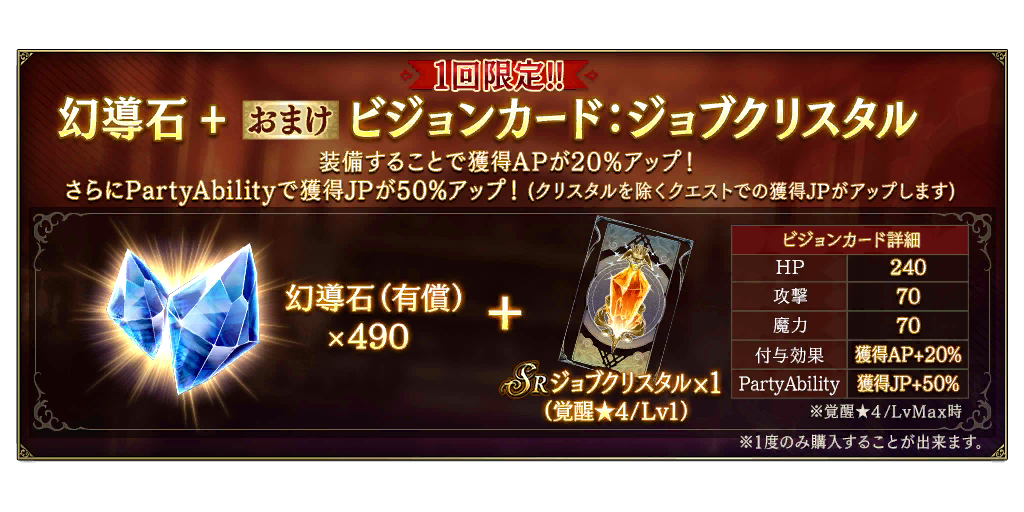 1回限定!!
幻導石 + おまけ ビジョンカード：ジョブクリスタル
装備することで獲得APが20%アップ！
さらにPartyAbilityで獲得JPが50%アップ！(クリスタルを除くクエストでの獲得JPがアップします)
幻導石(有償)
×490
+
SR ジョブクリスタル×1
(覚醒★4/Lv1)
ビジョンカード詳細
HP 240
攻撃 70
魔力 70
付与効果 獲得AP+20%
PartyAbility 獲得JP+50%
※覚醒★4/LvMax時
※1度のみ購入することが出来ます。